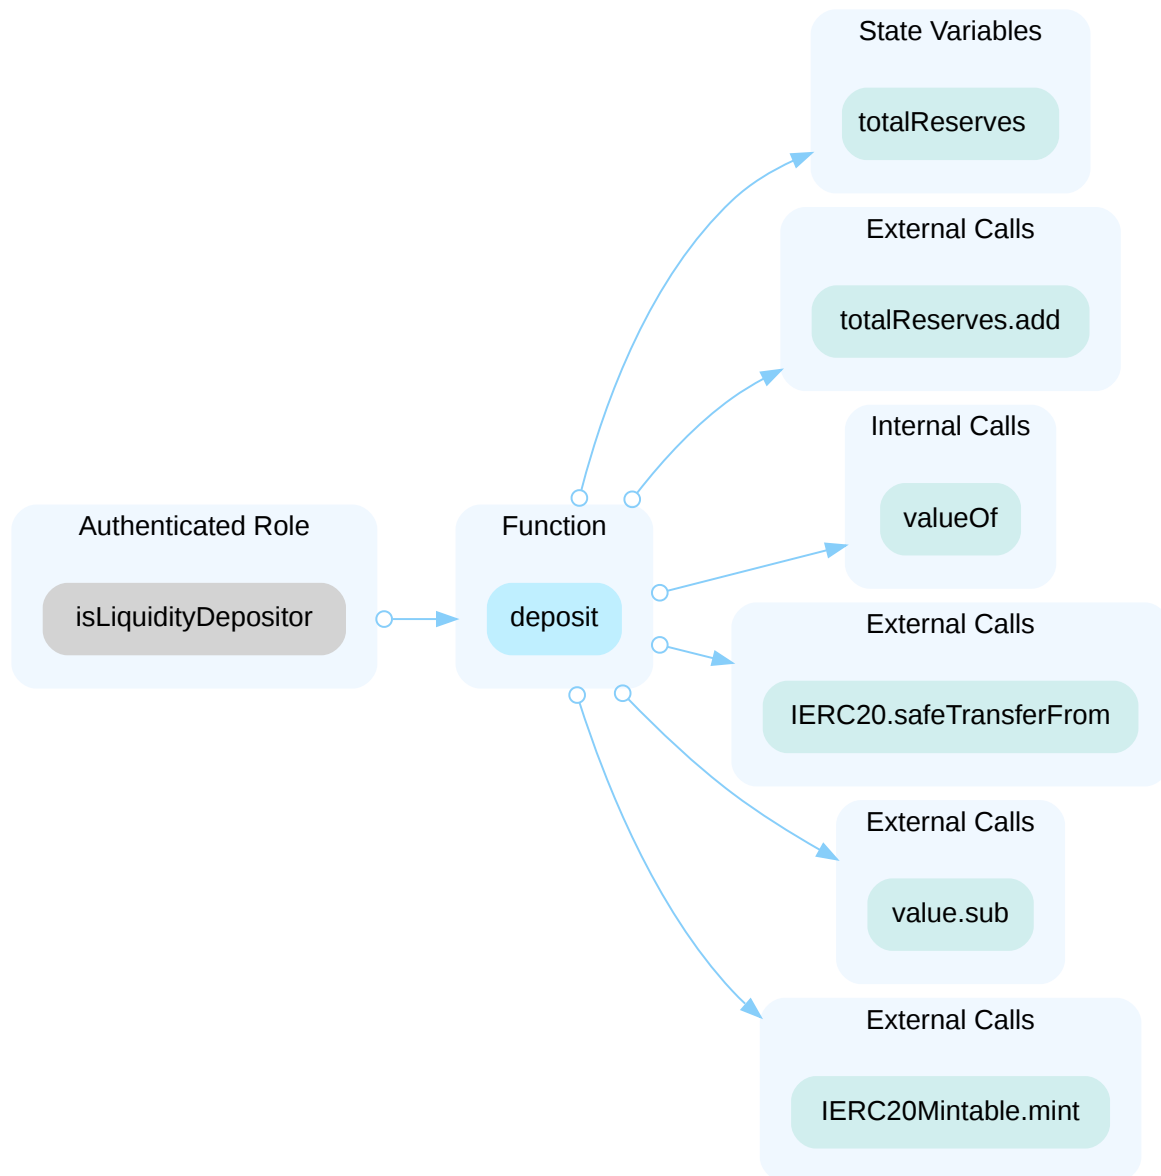 Authenticated Role
isLiquidityDepositor
Function
deposit
State Variables
totalReserves
External Calls
totalReserves.add
Internal Calls
valueOf
External Calls
IERC20.safeTransferFrom
External Calls
value.sub
External Calls
IERC20Mintable.mint